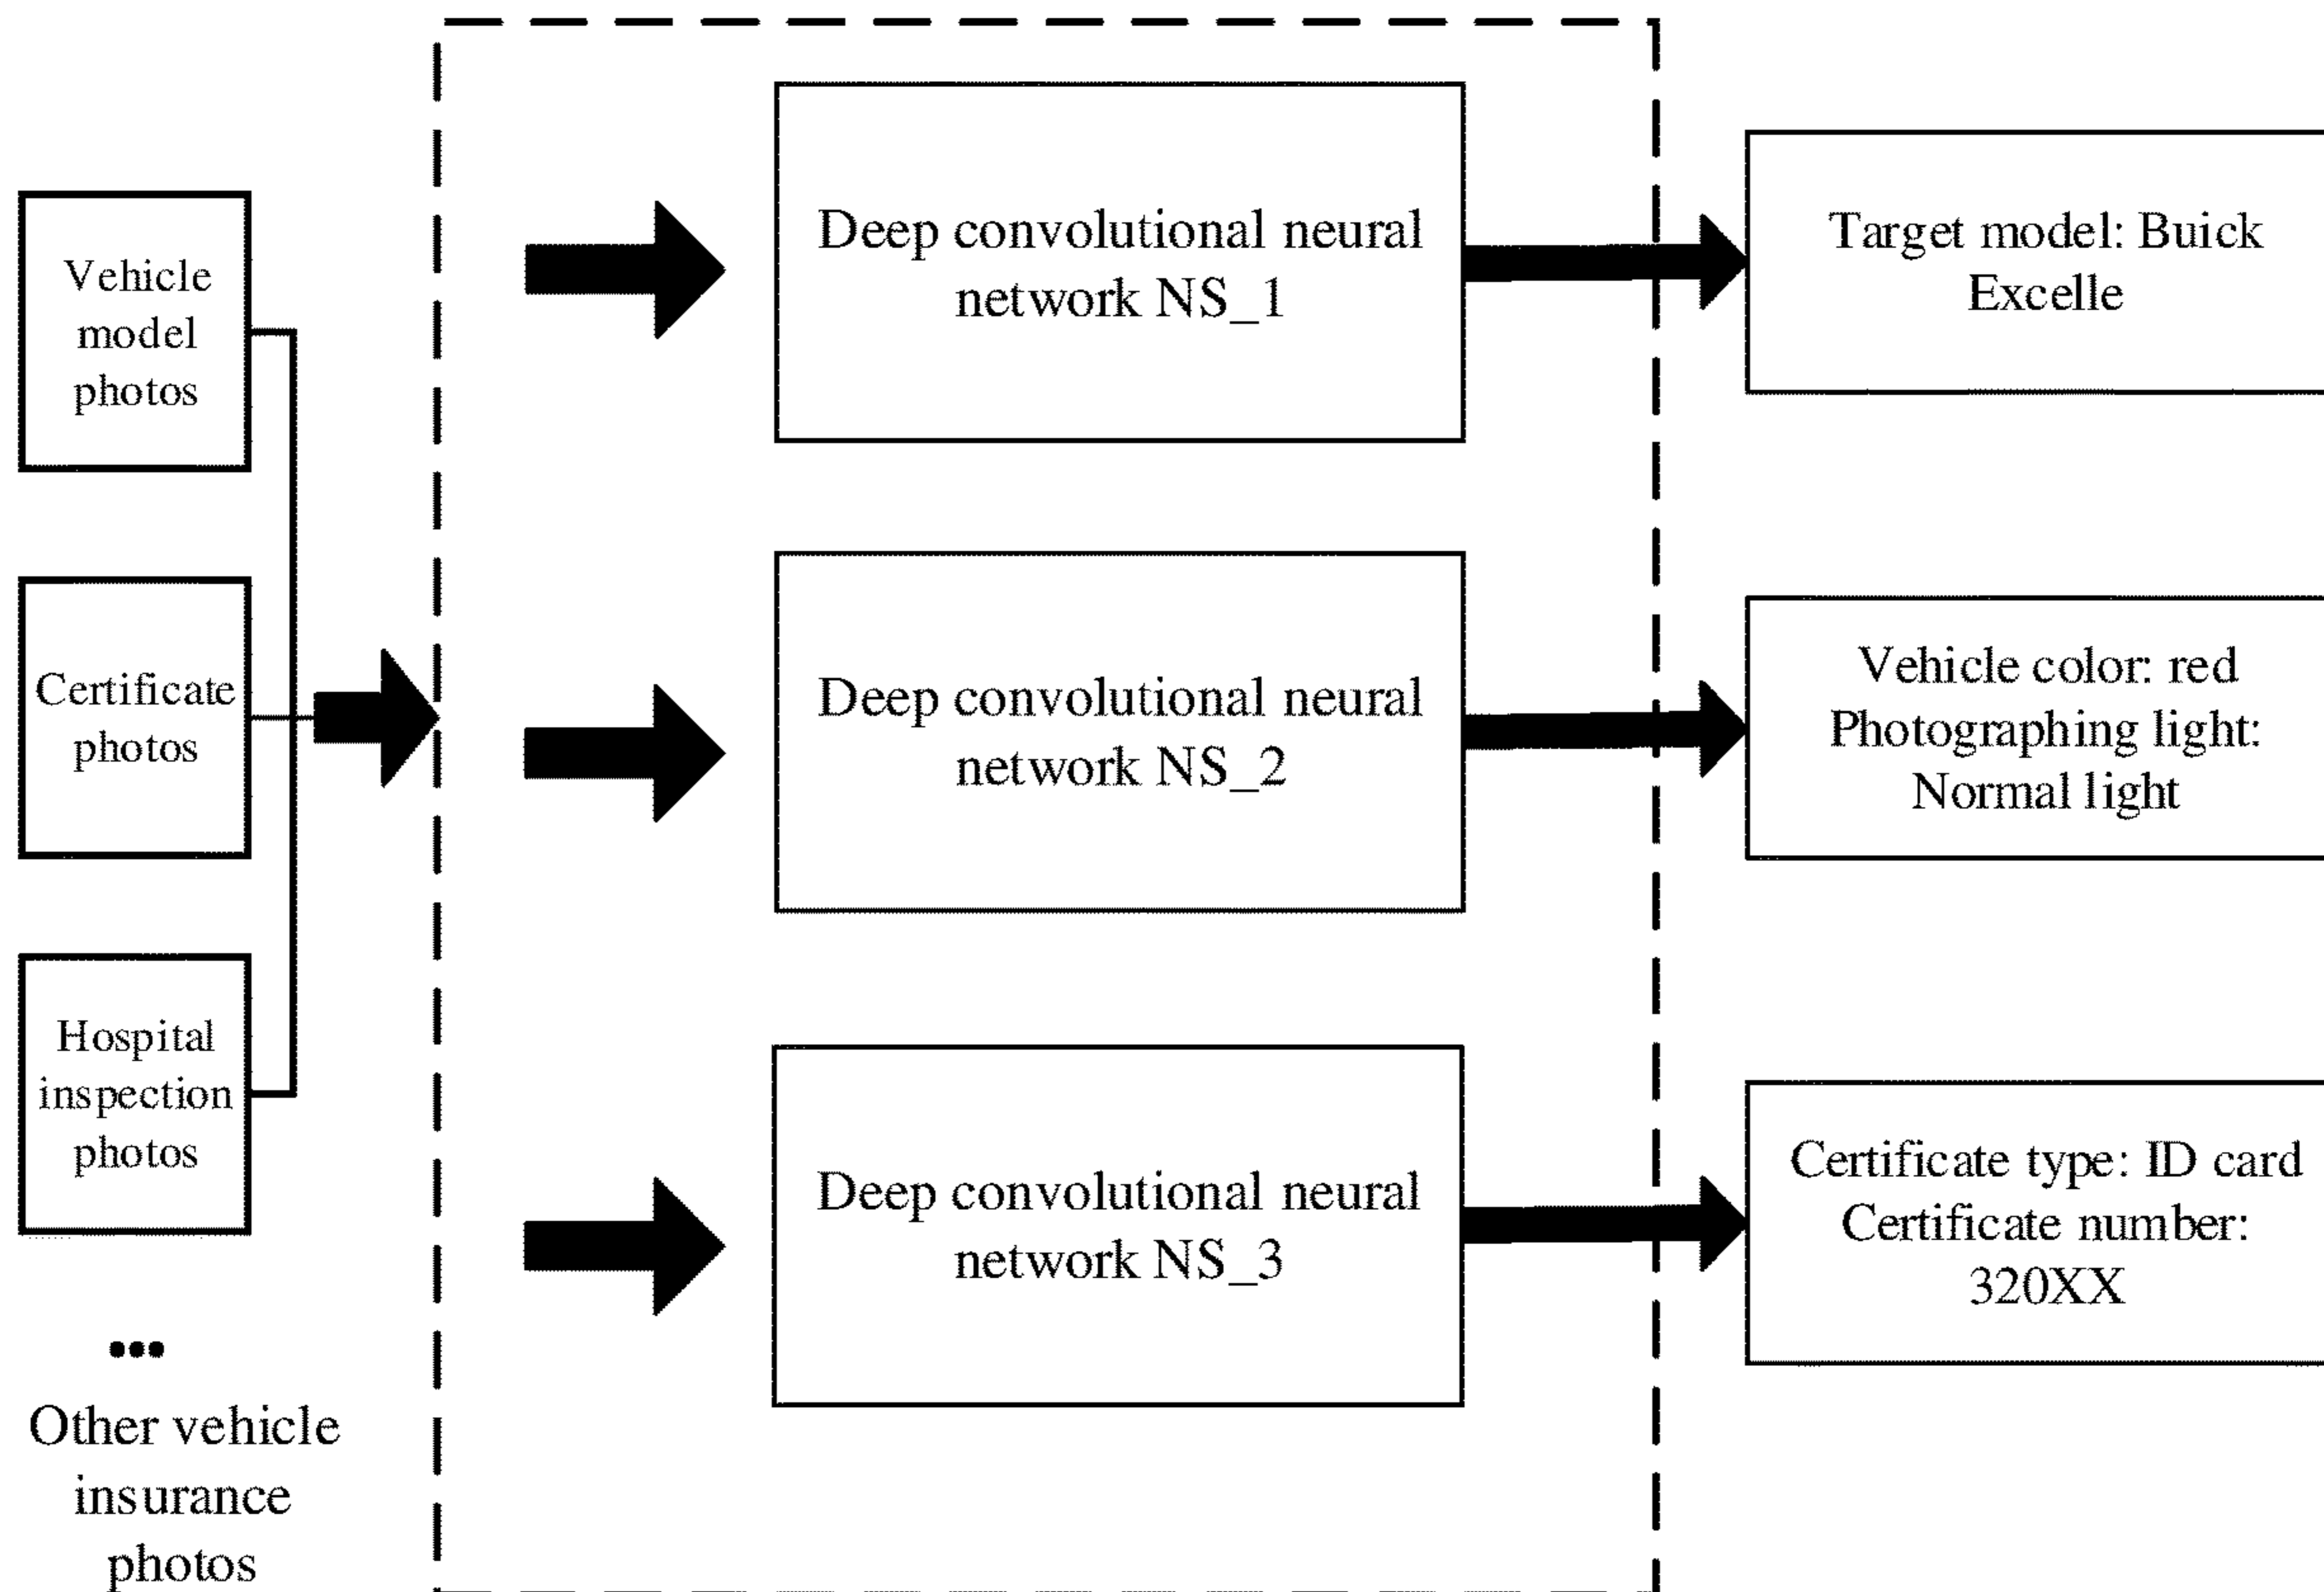 Vehicle
model
photos
Certificate
photos
Hospital
inspection
photos
...
Other vehicle
insurance
photos
Deep convolutional neural
network NS_1
Deep convolutional neural
network NS_2
Deep convolutional neural
network NS_3
Target model: Buick
Excelle
Vehicle color: red
Photographing light:
Normal light
Certificate type: ID card
Certificate number:
320XX